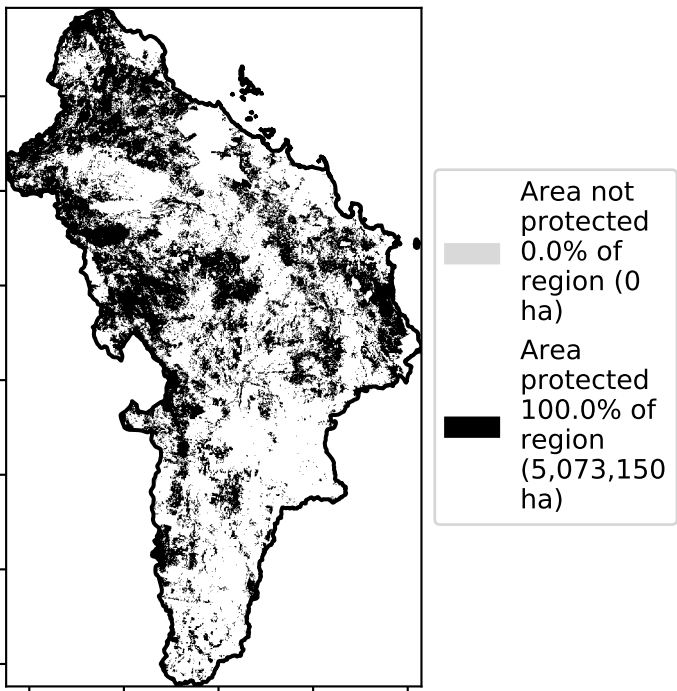 Area not
protected
0.0% of
region (0
ha)
Area
protected
100.0% of
region
(5,073,150
ha)